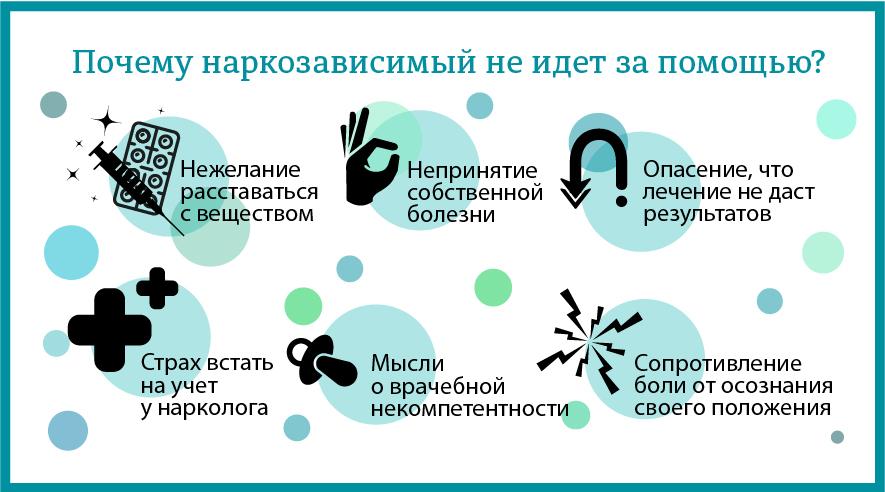 Почему наркозависимый не идет за помощью?
Нежелание
расставаться
с веществом
Непринятие
собственной
болезни
Опасение, что
лечение не даст
результатов
Страх встать
на учет
у нарколога
Мысли
о врачебной
некомпетентности
Сопротивление
боли от осознания
своего положения